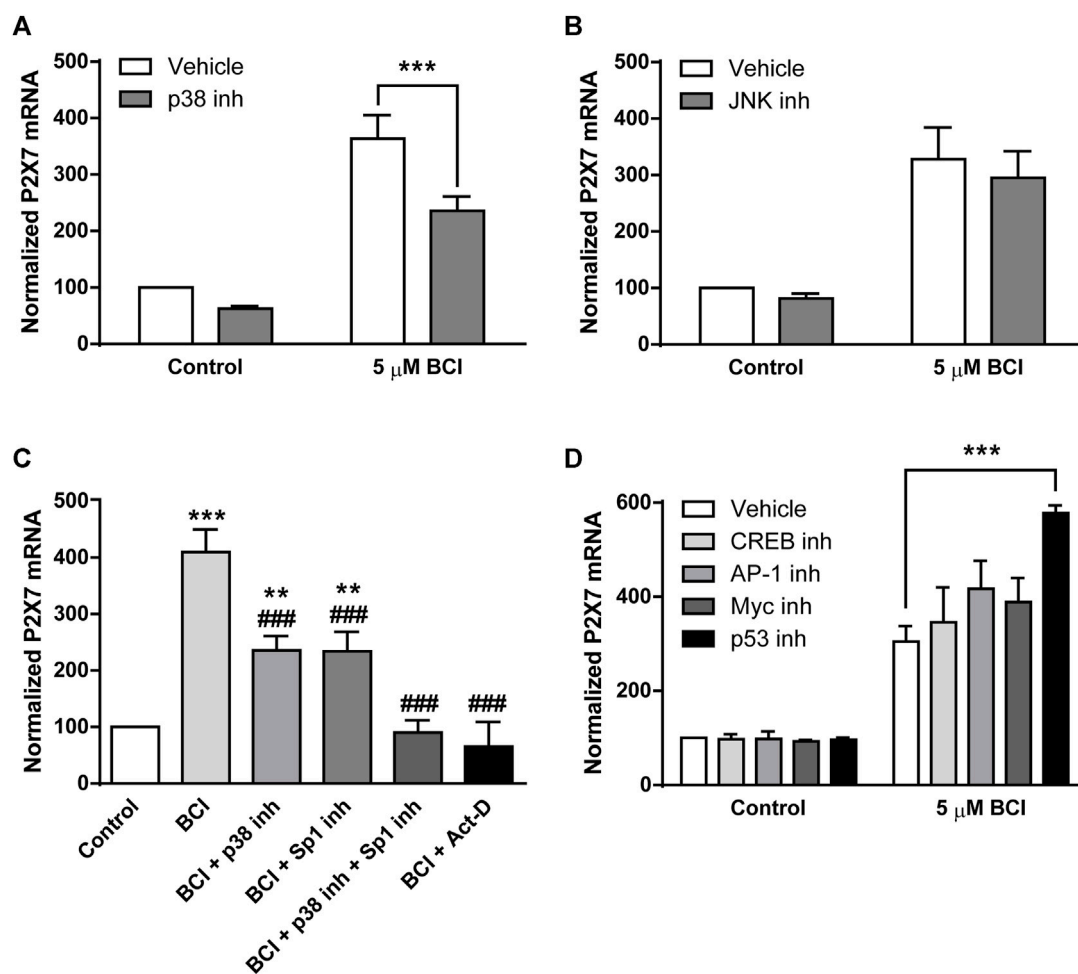 A
Normalized P2X7 mRNA
500
400
300
200
100
0
Vehicle
p38 inh
***
Control
5 μM BCI
B
Normalized P2X7 mRNA
500
400
300
200
100
0
Vehicle
JNK inh
Control
5 μM BCI
C
Normalized P2X7 mRNA
500
400
300
200
100
0
***
**
###
**
###
###
###
Control
BCI
BCI + p38 inh
BCI + Sp1 inh
BCI + p38 inh + Sp1 inh
BCI + Act-D
D
Normalized P2X7 mRNA
600
400
200
0
Vehicle
CREB inh
AP-1 inh
Myc inh
p53 inh
***
Control
5 μM BCI